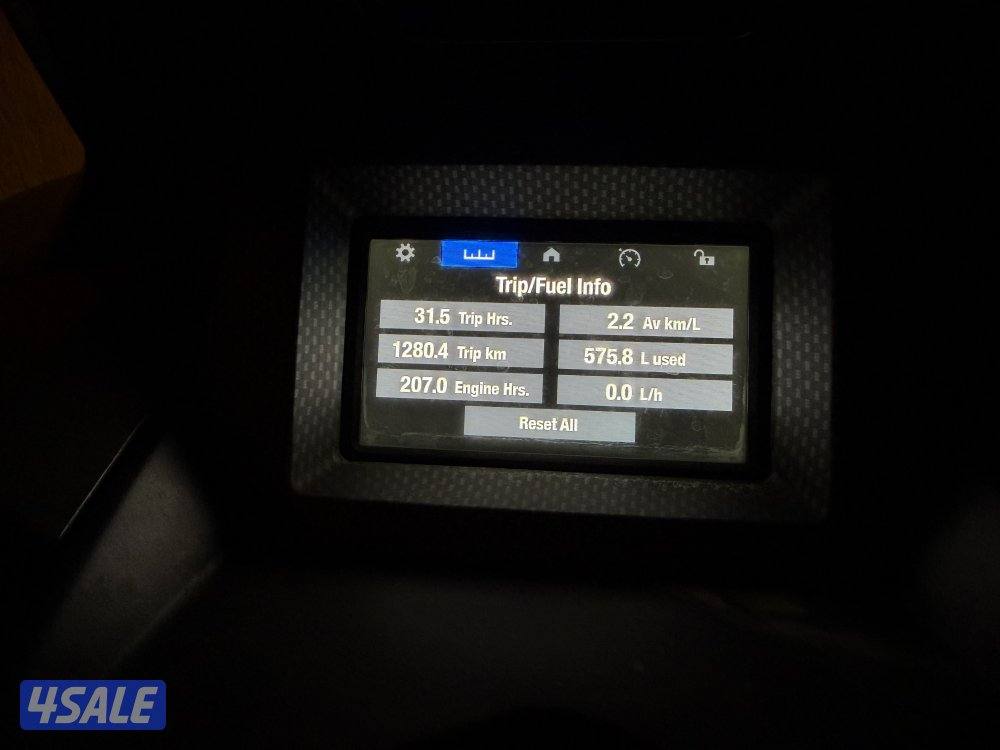 Trip/Fuel Info
31.5 Trip Hrs.
2.2 Av km/L
1280.4 Trip km
575.8 L used
207.0 Engine Hrs.
0.0 L/h
Reset All
4SALE